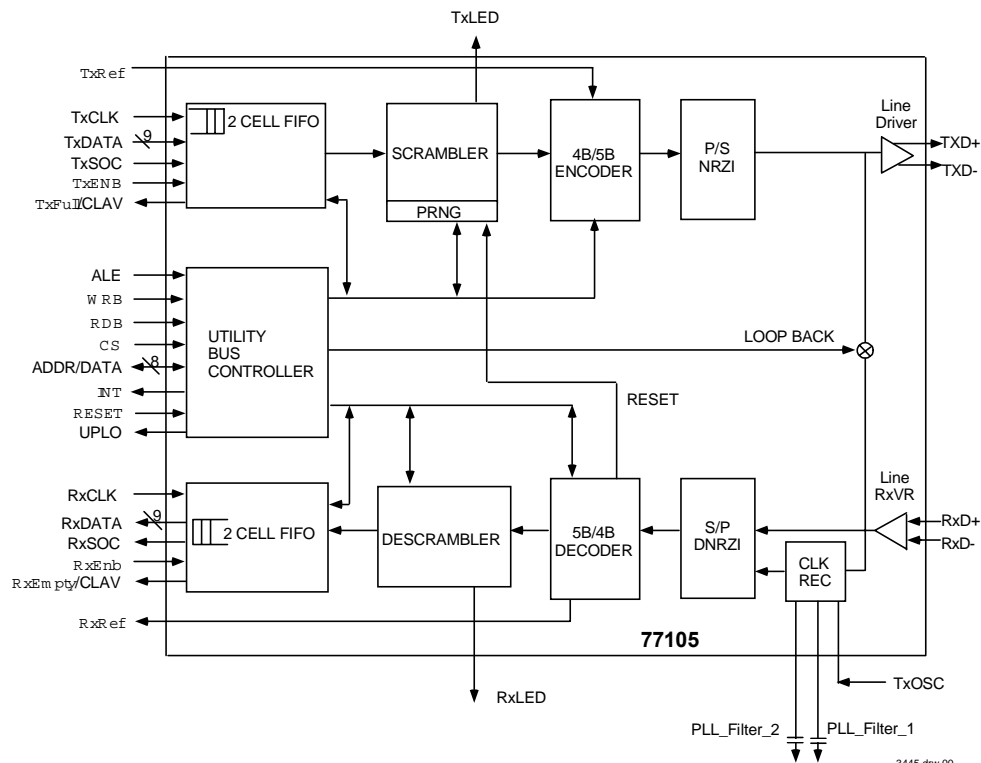 TxLED
TxRef
TxCLK
TxDATA
9
TxSOC
TxENB
TxFull/CLAV
2 CELL FIFO
SCRAMBLER
PRNG
4B/5B
ENCODER
P/S
NRZI
Line
Driver
TXD+
TXD-
ALE
WRB
RDB
CS
ADDR/DATA
8
INT
RESET
UPLO
UTILITY
BUS
CONTROLLER
LOOP BACK
RESET
RxCLK
RxDATA
9
RxSOC
RxEnb
RxEmpty/CLAV
RxRef
2 CELL FIFO
DESCRAMBLER
5B/4B
DECODER
S/P
DNRZI
Line
RxVR
RxD+
RxD-
CLK
REC
77105
TxOSC
RxLED
PLL_Filter_2
PLL_Filter_1